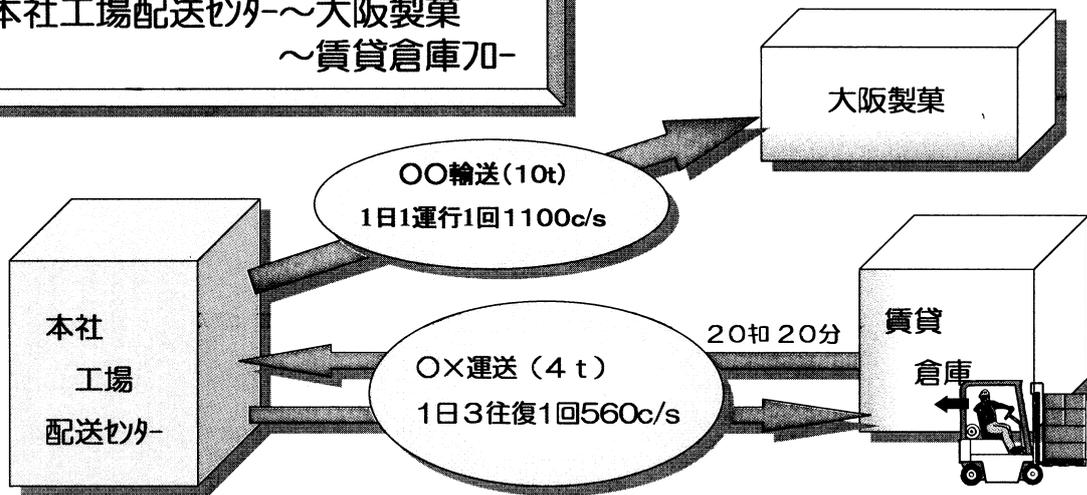 本社工場配送ｾﾝﾀｰ～大阪製菓
～賃貸倉庫ﾌﾛｰ
大阪製菓
〇〇輸送(10t)
1日1運行1回1100c/s
本社
工場
配送ｾﾝﾀｰ
20ｷﾛ 20分
〇×運送（4ｔ）
1日3往復1回560c/s
賃貸
倉庫